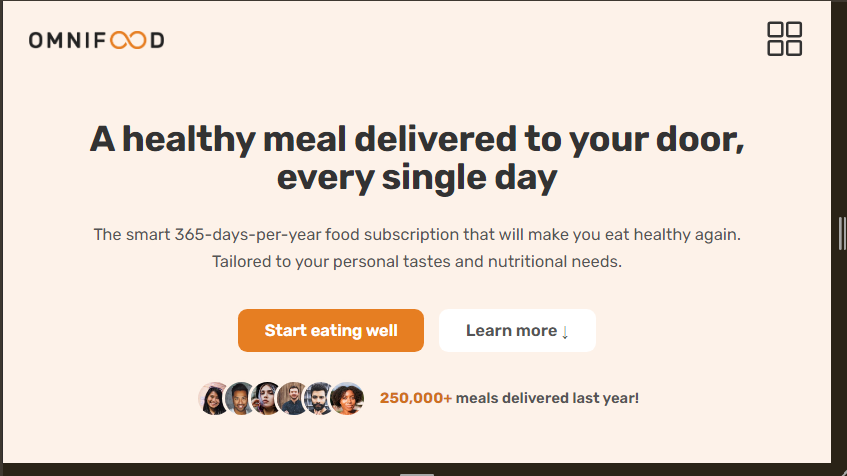 OMNIFOOD
A healthy meal delivered to your door,
every single day
The smart 365-days-per-year food subscription that will make you eat healthy again.
Tailored to your personal tastes and nutritional needs.
Start eating well
Learn more ↓
250,000+ meals delivered last year!